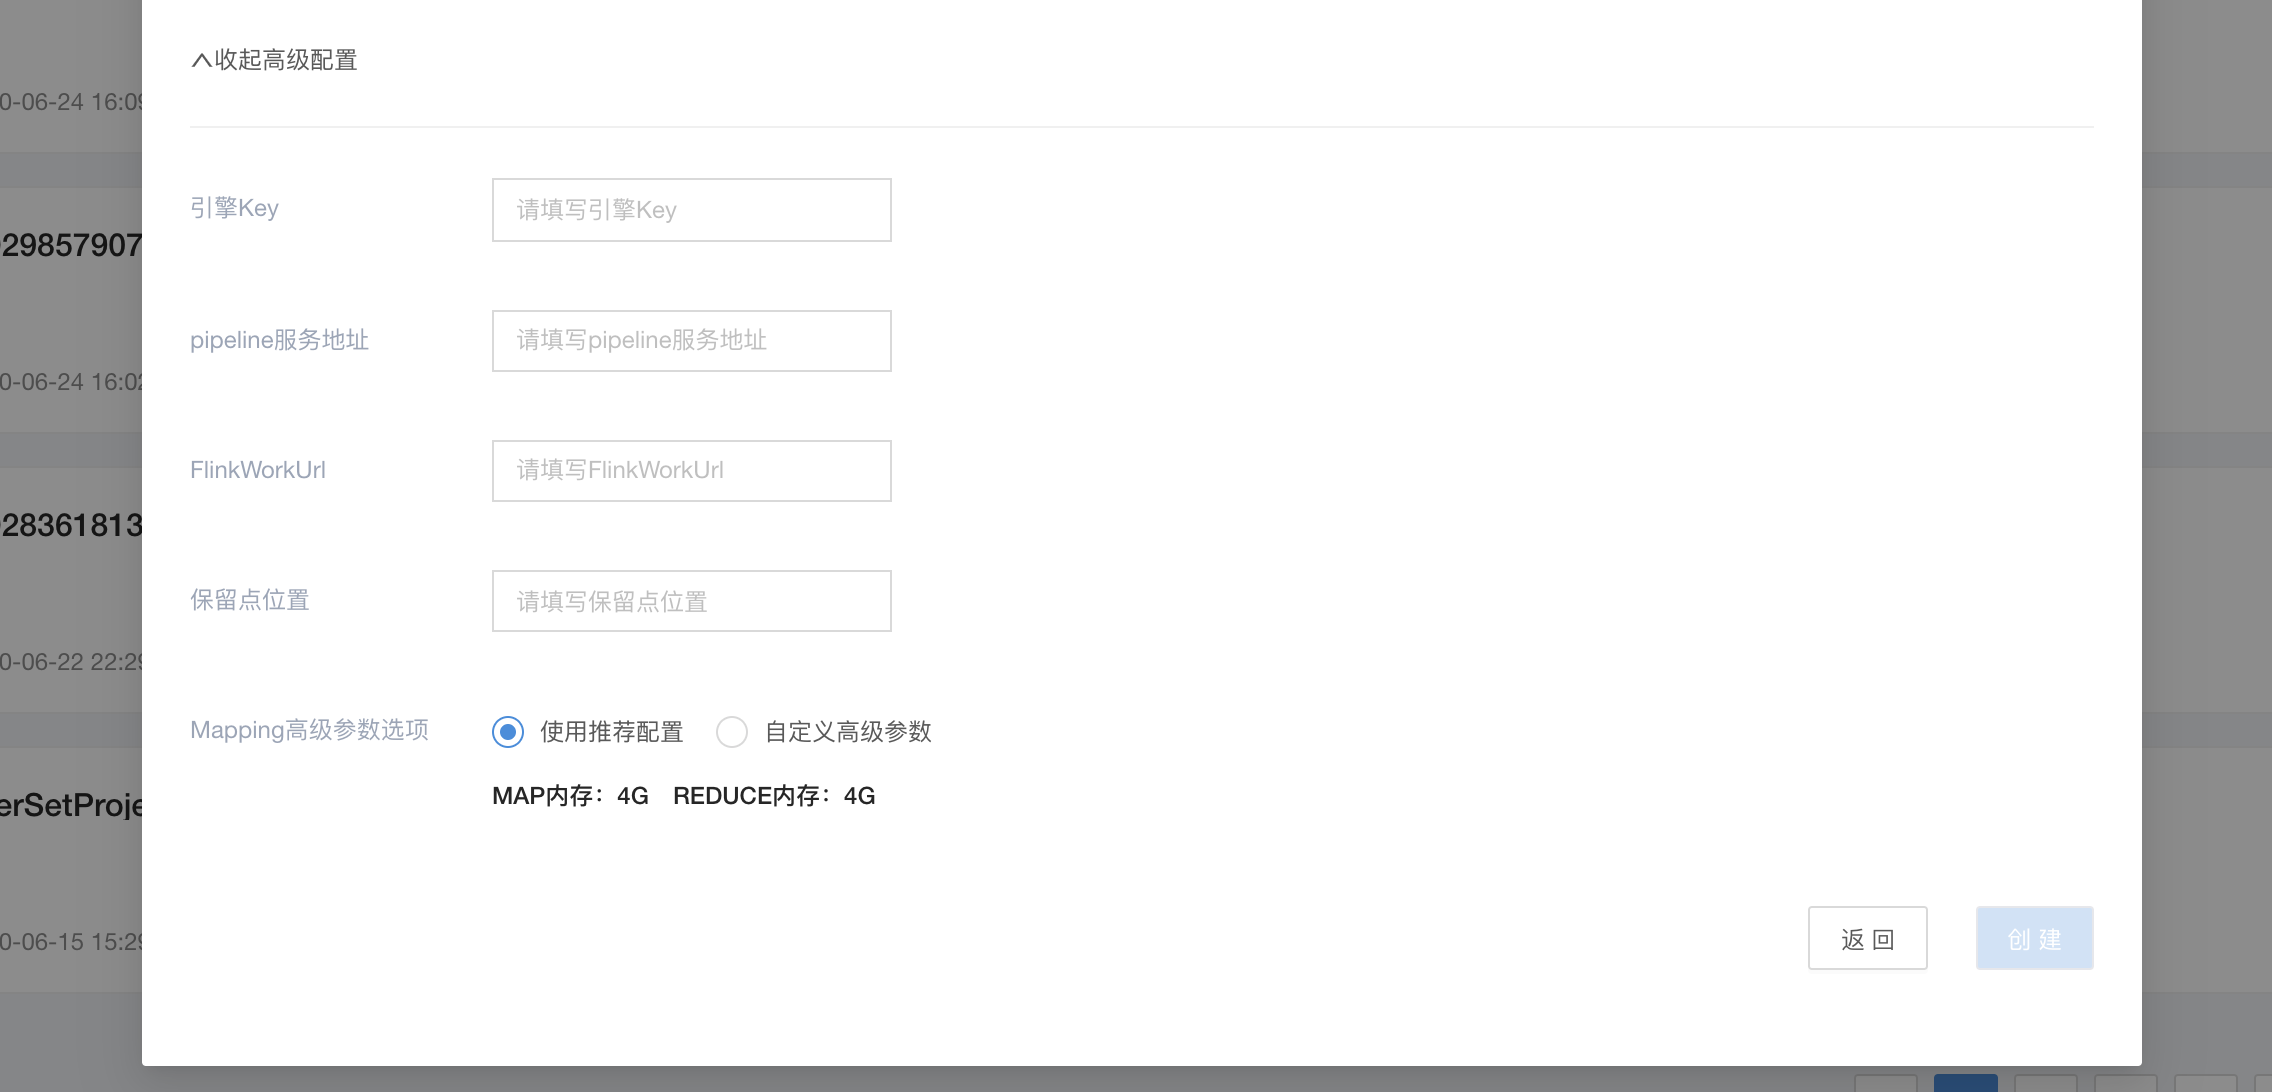 收起高级配置
0-06-24 16:09
引擎Key
请填写引擎Key
29857907
pipeline服务地址
请填写pipeline服务地址
0-06-24 16:02
FlinkWorkUrl
请填写FlinkWorkUrl
28361813
保留点位置
请填写保留点位置
0-06-22 22:29
Mapping高级参数选项
使用推荐配置 自定义高级参数
MAP内存：4G REDUCE内存：4G
erSetProje
返 回 创 建
0-06-15 15:29